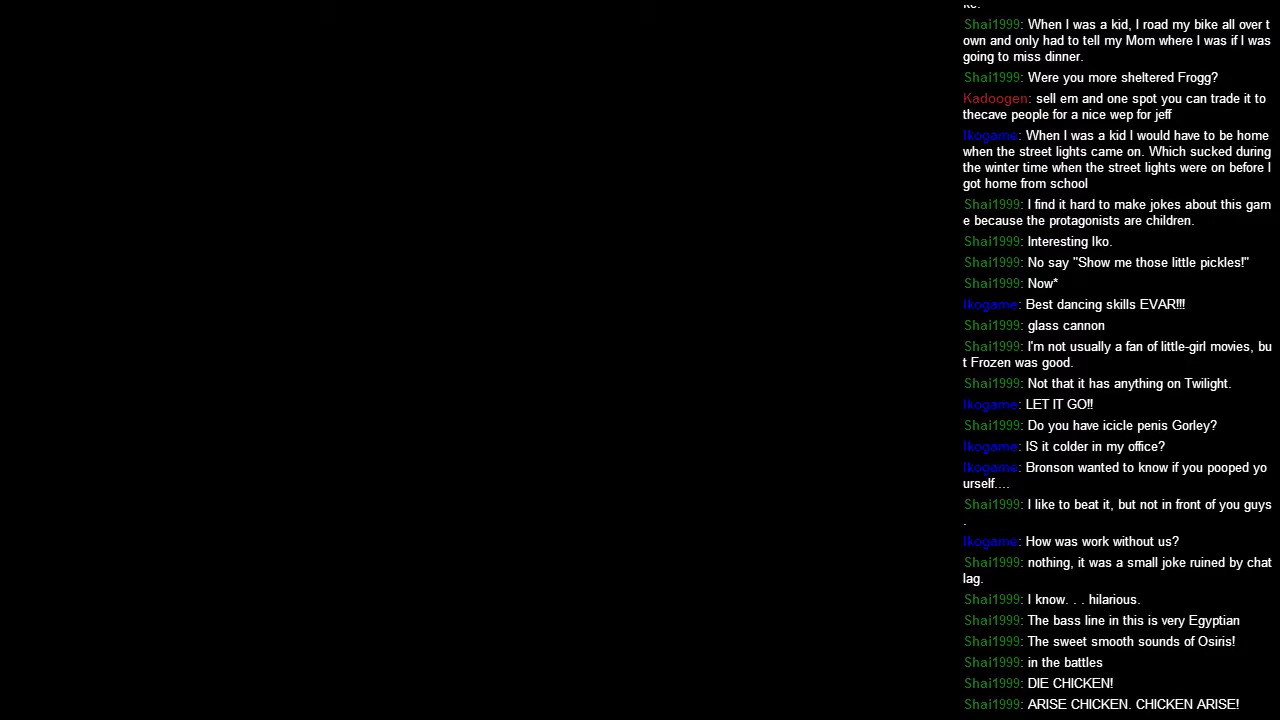 ke.
Shai1999: When I was a kid, I road my bike all over t
own and only had to tell my Mom where I was if I was
going to miss dinner.
Shai1999: Were you more sheltered Frogg?
Kadoogen: sell em and one spot you can trade it to
thecave people for a nice wep for jeff
Ikogame: When I was a kid I would have to be home
when the street lights came on. Which sucked during
the winter time when the street lights were on before I
got home from school
Shai1999: I find it hard to make jokes about this gam
e because the protagonists are children.
Shai1999: Interesting Iko.
Shai1999: No say "Show me those little pickles!"
Shai1999: Now*
Ikogame: Best dancing skills EVAR!!!
Shai1999: glass cannon
Shai1999: I'm not usually a fan of little-girl movies, bu
t Frozen was good.
Shai1999: Not that it has anything on Twilight.
Ikogame: LET IT GO!!
Shai1999: Do you have icicle penis Gorley?
Ikogame: IS it colder in my office?
Ikogame: Bronson wanted to know if you pooped yo
urself....
Shai1999: I like to beat it, but not in front of you guys
.
Ikogame: How was work without us?
Shai1999: nothing, it was a small joke ruined by chat
lag.
Shai1999: I know. . . hilarious.
Shai1999: The bass line in this is very Egyptian
Shai1999: The sweet smooth sounds of Osiris!
Shai1999: in the battles
Shai1999: DIE CHICKEN!
Shai1999: ARISE CHICKEN. CHICKEN ARISE!